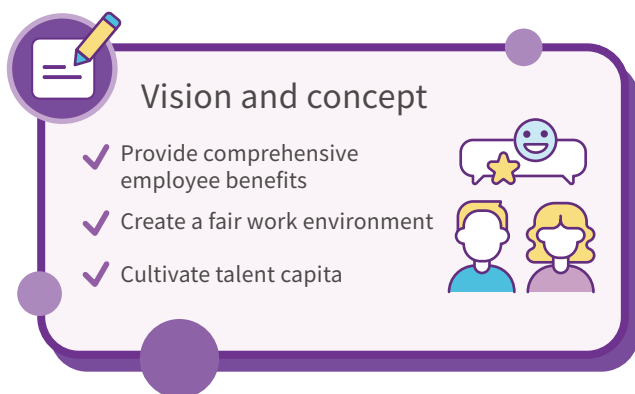 Vision and concept
Provide comprehensive
employee benefits
Create a fair work environment
Cultivate talent capita